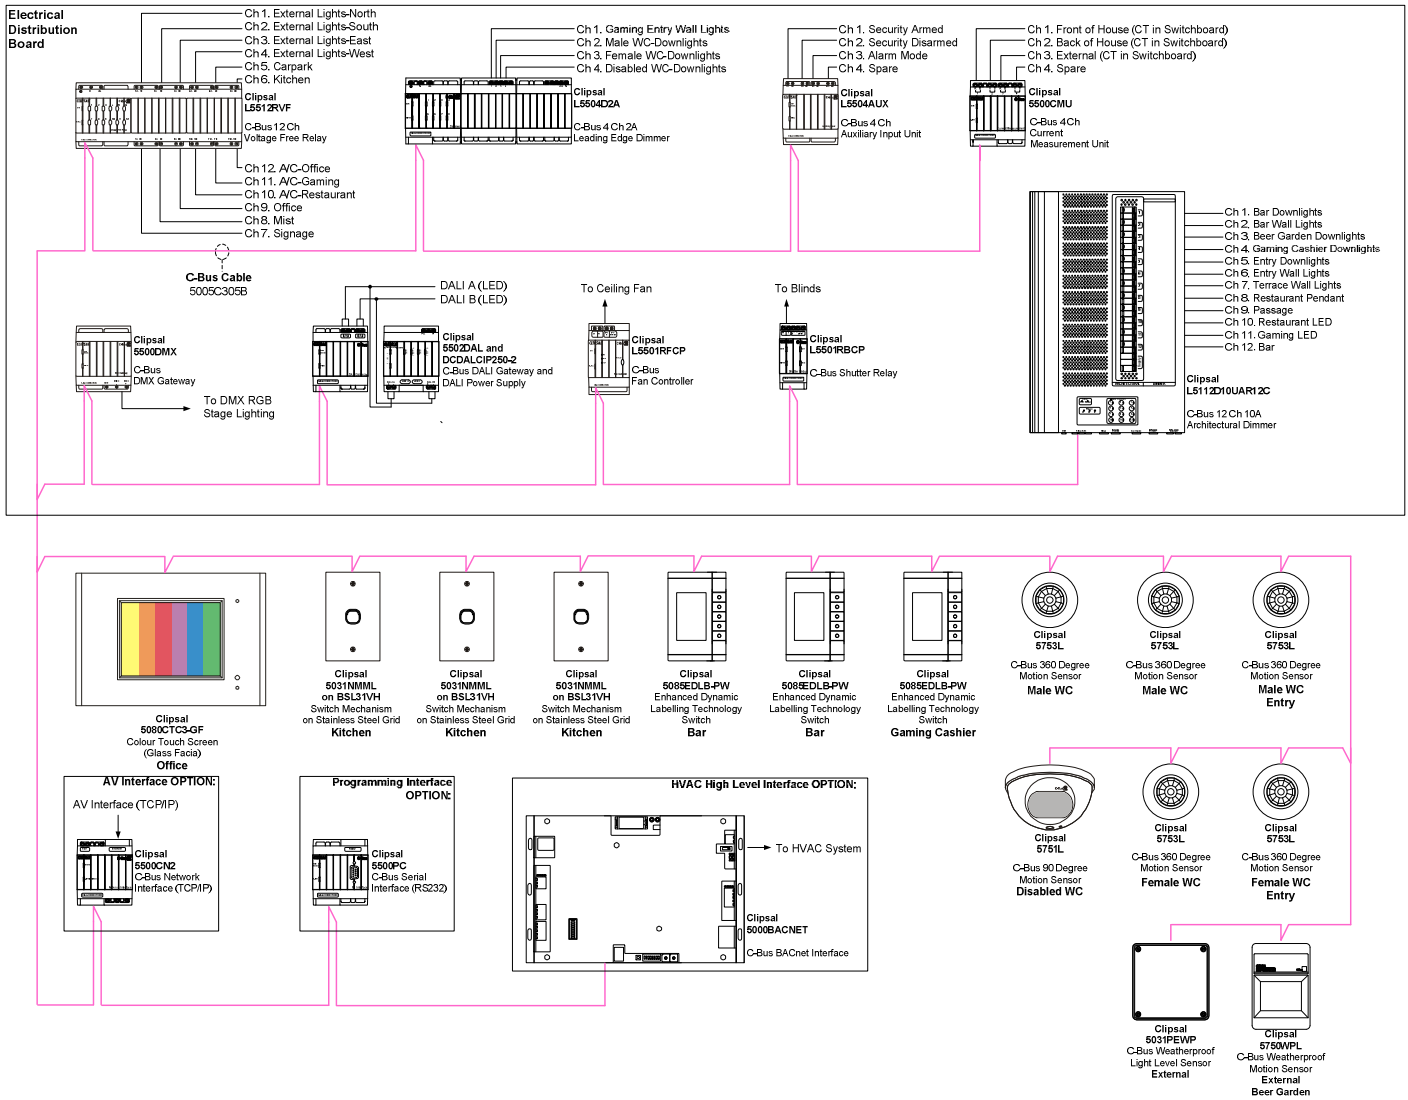 Electrical
Distribution
Board
Ch 1. External Lights-North
Ch 2. External Lights-South
Ch 3. External Lights-East
Ch 4. External Lights-West
Ch 5. Carpark
Ch 6. Kitchen
Clipsal
L5512RVF
C-Bus 12 Ch
Voltage Free Relay
Ch 12. A/C-Office
Ch 11. A/C-Gaming
Ch 10. A/C-Restaurant
Ch 9. Office
Ch 8. Mist
Ch 7. Signage
Ch 1. Gaming Entry Wall Lights
Ch 2. Male WC-Downlights
Ch 3. Female WC-Downlights
Ch 4. Disabled WC-Downlights
Clipsal
L5504D2A
C-Bus 4 Ch 2A
Leading Edge Dimmer
Ch 1. Security Armed
Ch 2. Security Disarmed
Ch 3. Alarm Mode
Ch 4. Spare
Clipsal
L5504AUX
C-Bus 4 Ch
Auxiliary Input Unit
Ch 1. Front of House (CT in Switchboard)
Ch 2. Back of House (CT in Switchboard)
Ch 3. External (CT in Switchboard)
Ch 4. Spare
Clipsal
5500CMU
C-Bus 4 Ch
Current
Measurement Unit
C-Bus Cable
5005C305B
Ch 1. Bar Downlights
Ch 2. Bar Wall Lights
Ch 3. Beer Garden Downlights
Ch 4. Gaming Cashier Downlights
Ch 5. Entry Downlights
Ch 6. Entry Wall Lights
Ch 7. Terrace Wall Lights
Ch 8. Restaurant Pendant
Ch 9. Passage
Ch 10. Restaurant LED
Ch 11. Gaming LED
Ch 12. Bar
Clipsal
L5112D10UAR12C
C-Bus 12 Ch 10A
Architectural Dimmer
Clipsal
5500DMX
C-Bus
DMX Gateway
To DMX RGB
Stage Lighting
DALI A (LED)
DALI B (LED)
Clipsal
5502DAL and
DCDALCIP250-2
C-Bus DALI Gateway and
DALI Power Supply
To Ceiling Fan
Clipsal
L5501RFCP
C-Bus
Fan Controller
To Blinds
Clipsal
L5501RBCP
C-Bus Shutter Relay
Clipsal
5080CTC3-GF
Colour Touch Screen
(Glass Facia)
Office
Clipsal
5031NMML
on BSL31VH
Switch Mechanism
on Stainless Steel Grid
Kitchen
Clipsal
5031NMML
on BSL31VH
Switch Mechanism
on Stainless Steel Grid
Kitchen
Clipsal
5031NMML
on BSL31VH
Switch Mechanism
on Stainless Steel Grid
Kitchen
Clipsal
5085EDLB-PW
Enhanced Dynamic
Labelling Technology
Switch
Bar
Clipsal
5085EDLB-PW
Enhanced Dynamic
Labelling Technology
Switch
Bar
Clipsal
5085EDLB-PW
Enhanced Dynamic
Labelling Technology
Switch
Gaming Cashier
Clipsal
5753L
C-Bus 360 Degree
Motion Sensor
Male WC
Clipsal
5753L
C-Bus 360 Degree
Motion Sensor
Male WC
Clipsal
5753L
C-Bus 360 Degree
Motion Sensor
Male WC
Entry
AV Interface OPTION:
AV Interface (TCP/IP)
Clipsal
5500CN2
C-Bus Network
Interface (TCP/IP)
Programming Interface
OPTION:
Clipsal
5500PC
C-Bus Serial
Interface (RS232)
HVAC High Level Interface OPTION:
To HVAC System
Clipsal
5000BACNET
C-Bus BACnet Interface
Clipsal
5751L
C-Bus 90 Degree
Motion Sensor
Disabled WC
Clipsal
5753L
C-Bus 360 Degree
Motion Sensor
Female WC
Clipsal
5753L
C-Bus 360 Degree
Motion Sensor
Female WC
Entry
Clipsal
5031PEWP
C-Bus Weatherproof
Light Level Sensor
External
Clipsal
5750WPL
C-Bus Weatherproof
Motion Sensor
External
Beer Garden